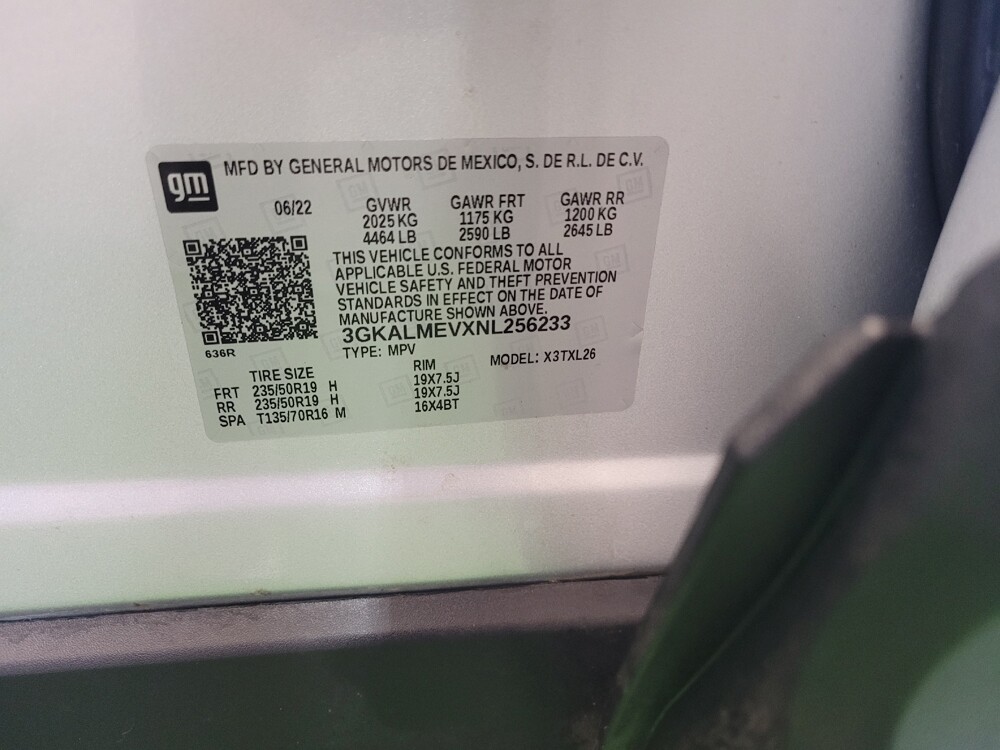 gm MFD BY GENERAL MOTORS DE MEXICO, S. DE R.L. DE C.V.
06/22 GVWR GAWR FRT GAWR RR
2025 KG 1175 KG 1200 KG
4464 LB 2590 LB 2645 LB
THIS VEHICLE CONFORMS TO ALL
APPLICABLE U.S. FEDERAL MOTOR
VEHICLE SAFETY AND THEFT PREVENTION
STANDARDS IN EFFECT ON THE DATE OF
MANUFACTURE SHOWN ABOVE.
3GKALMEVXNL256233
636R
TYPE: MPV MODEL: X3TXL26
TIRE SIZE RIM
FRT 235/50R19 H 19X7.5J
RR 235/50R19 H 19X7.5J
SPA T135/70R16 M 16X4BT